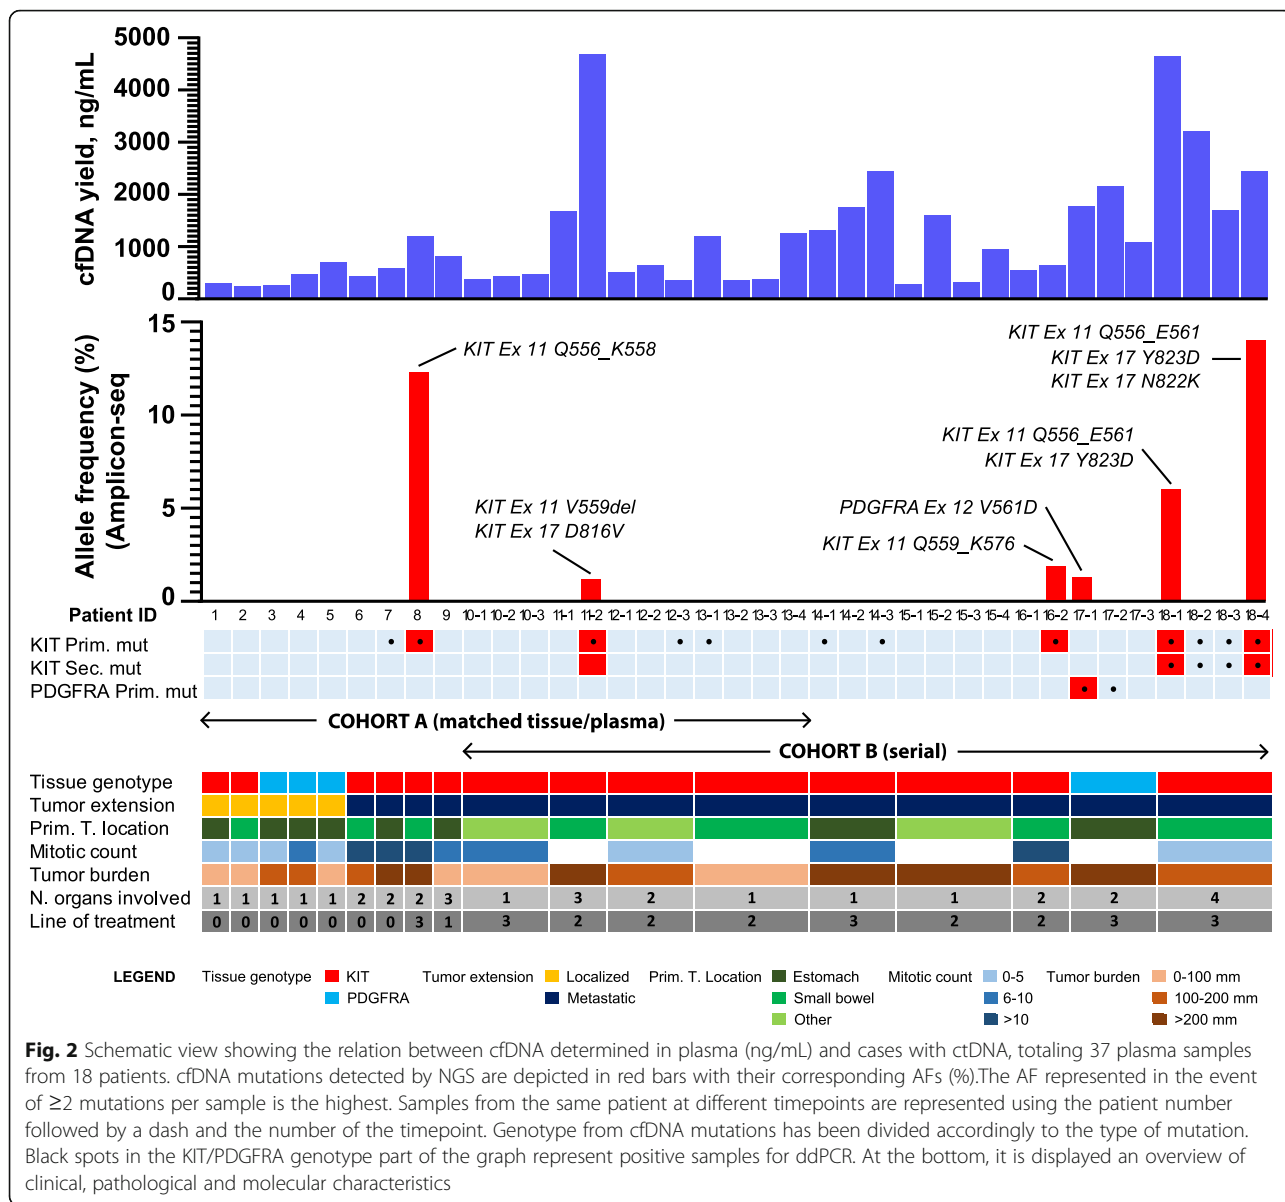 5000
4000
3000
2000
1000
0
cfDNA yield, ng/mL
15
10
5
0
Allele frequency (%)
(Amplicon-seq)
KIT Ex 11 Q556_K558
KIT Ex 11 V559del
KIT Ex 17 D816V
KIT Ex 11 Q559_K576
PDGFRA Ex 12 V561D
KIT Ex 11 Q556_E561
KIT Ex 17 Y823D
KIT Ex 11 Q556_E561
KIT Ex 17 Y823D
KIT Ex 17 N822K
Patient ID 1 2 3 4 5 6 7 8 9 10-1 10-2 10-3 11-1 11-2 12-1 12-2 12-3 13-1 13-2 13-3 13-4 14-1 14-2 14-3 15-1 15-2 15-3 15-4 16-1 16-2 17-1 17-2 17-3 18-1 18-2 18-3 18-4
KIT Prim. mut
KIT Sec. mut
PDGFRA Prim. mut
COHORT A (matched tissue/plasma)
COHORT B (serial)
Tissue genotype
Tumor extension
Prim. T. location
Mitotic count
Tumor burden
N. organs involved 1 1 1 1 1 2 2 2 3 1 3 2 1 1 1 2 2 4
Line of treatment 0 0 0 0 0 0 0 3 1 3 2 2 2 3 2 2 3 3
LEGEND Tissue genotype KIT Tumor extension Localized Prim. T. Location Estomach Mitotic count 0-5 Tumor burden 0-100 mm
PDGFRA Metastatic Small bowel 6-10 100-200 mm
Other >10 >200 mm
Fig. 2 Schematic view showing the relation between cfDNA determined in plasma (ng/mL) and cases with ctDNA, totaling 37 plasma samples
from 18 patients. cfDNA mutations detected by NGS are depicted in red bars with their corresponding AFs (%).The AF represented in the event
of ≥2 mutations per sample is the highest. Samples from the same patient at different timepoints are represented using the patient number
followed by a dash and the number of the timepoint. Genotype from cfDNA mutations has been divided accordingly to the type of mutation.
Black spots in the KIT/PDGFRA genotype part of the graph represent positive samples for ddPCR. At the bottom, it is displayed an overview of
clinical, pathological and molecular characteristics